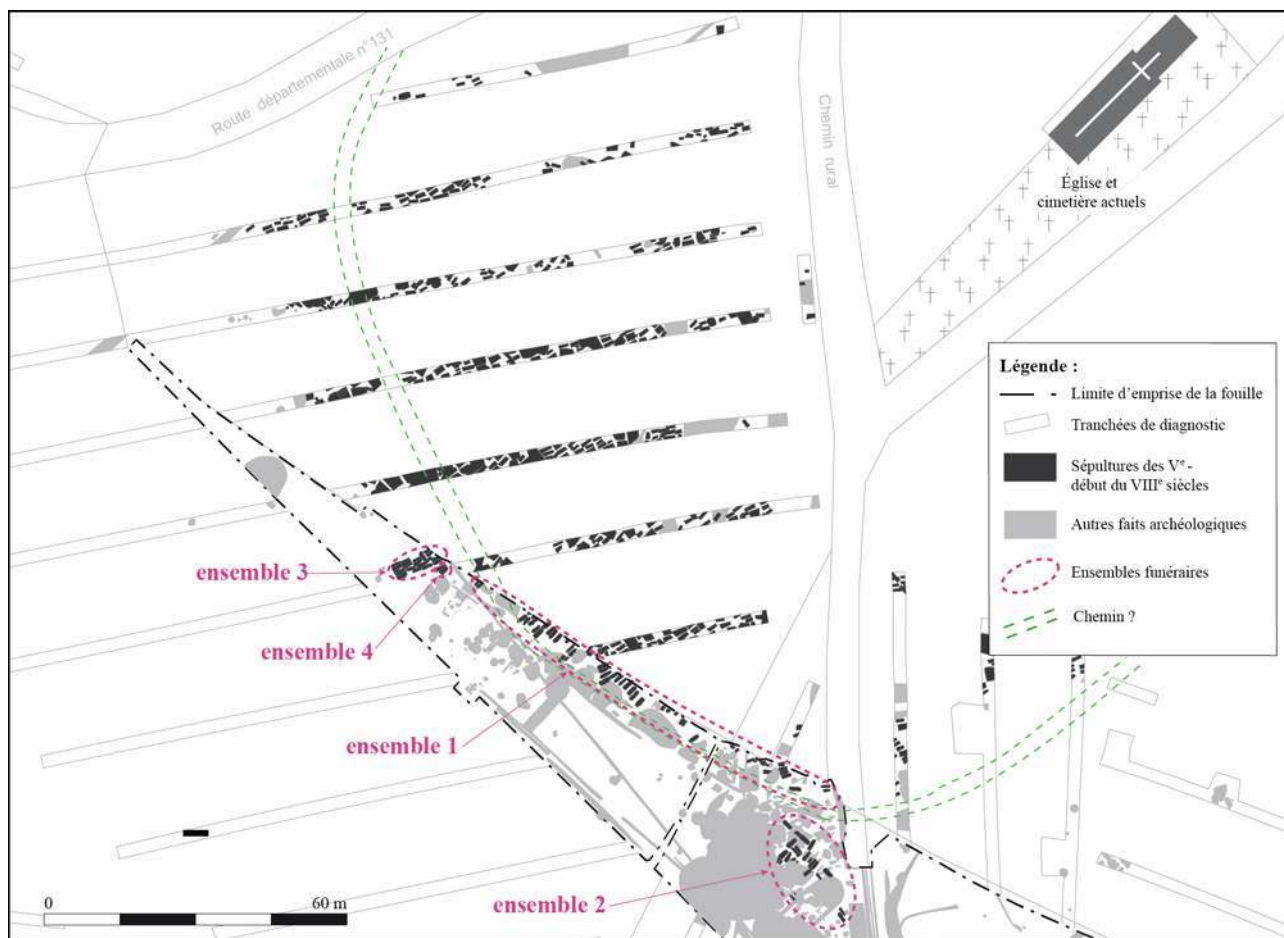 Route départementale n°131
Chemin rural
Église et
cimetière actuels
Légende :
Limite d'emprise de la fouille
Tranchées de diagnostic
Sépultures des Vᵉ -
début du VIIIᵉ siècles
Autres faits archéologiques
Ensembles funéraires
Chemin ?
ensemble 3
ensemble 4
ensemble 1
ensemble 2
0 60 m